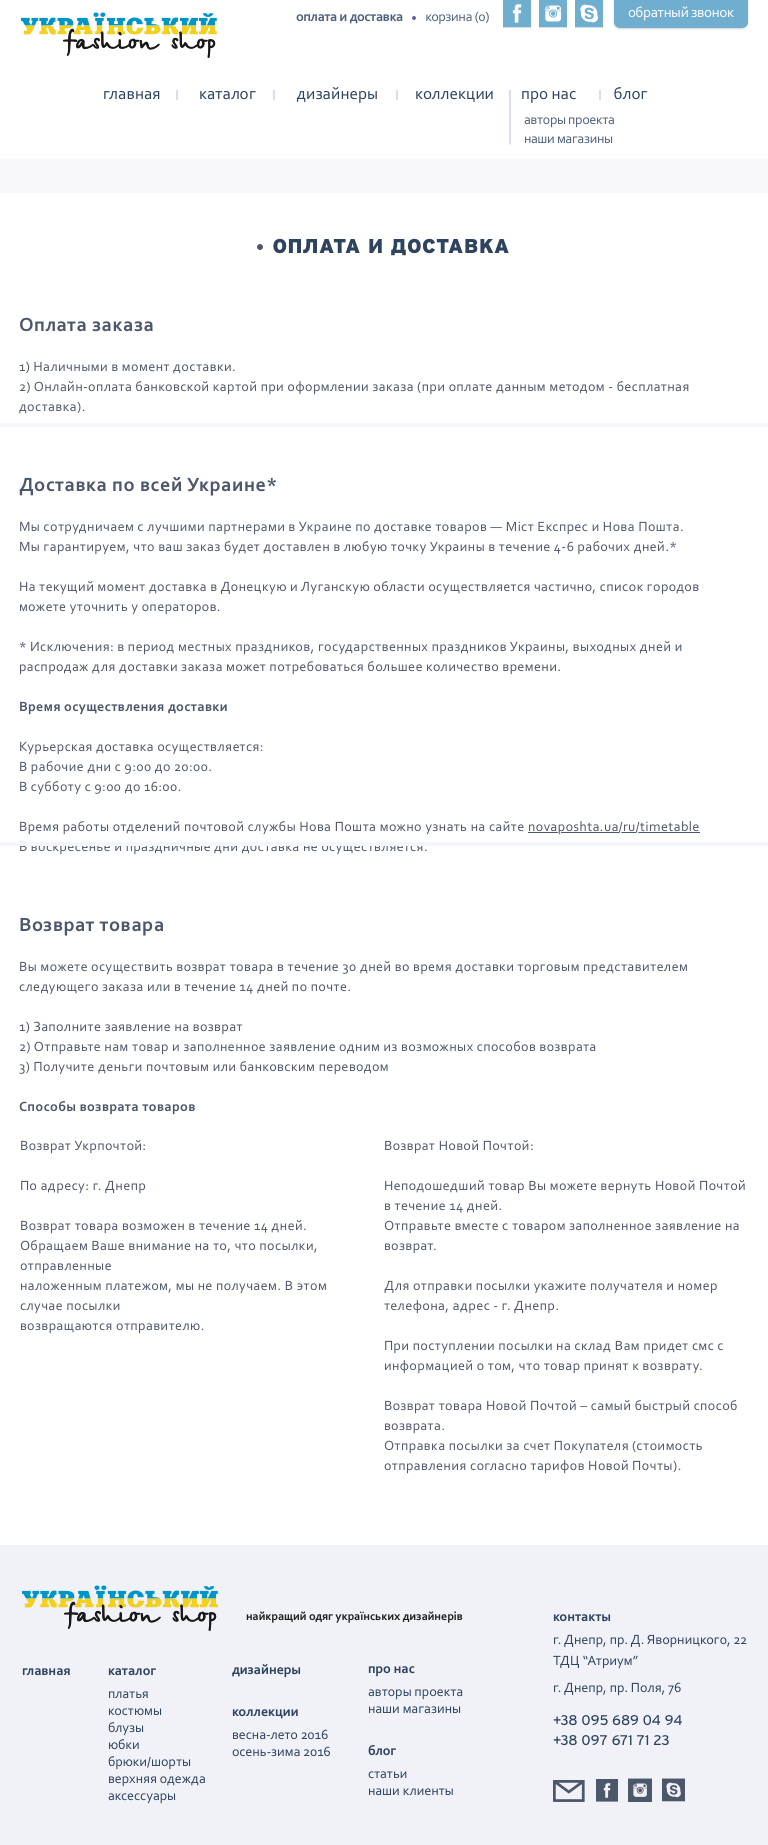 УКРАЇНСЬКИЙ
fashion shop
оплата и доставка • корзина (0)
обратный звонок
главная | каталог | дизайнеры | коллекции | про нас | блог
авторы проекта
наши магазины
• ОПЛАТА И ДОСТАВКА
Оплата заказа
1) Наличными в момент доставки.
2) Онлайн-оплата банковской картой при оформлении заказа (при оплате данным методом - бесплатная
доставка).
Доставка по всей Украине*
Мы сотрудничаем с лучшими партнерами в Украине по доставке товаров — Міст Експрес и Нова Пошта.
Мы гарантируем, что ваш заказ будет доставлен в любую точку Украины в течение 4-6 рабочих дней.*
На текущий момент доставка в Донецкую и Луганскую области осуществляется частично, список городов
можете уточнить у операторов.
* Исключения: в период местных праздников, государственных праздников Украины, выходных дней и
распродаж для доставки заказа может потребоваться большее количество времени.
Время осуществления доставки
Курьерская доставка осуществляется:
В рабочие дни с 9:00 до 20:00.
В субботу с 9:00 до 16:00.
Время работы отделений почтовой службы Нова Пошта можно узнать на сайте novaposhta.ua/ru/timetable
В воскресенье и праздничные дни доставка не осуществляется.
Возврат товара
Вы можете осуществить возврат товара в течение 30 дней во время доставки торговым представителем
следующего заказа или в течение 14 дней по почте.
1) Заполните заявление на возврат
2) Отправьте нам товар и заполненное заявление одним из возможных способов возврата
3) Получите деньги почтовым или банковским переводом
Способы возврата товаров
Возврат Укрпочтой:
По адресу: г. Днепр
Возврат товара возможен в течение 14 дней.
Обращаем Ваше внимание на то, что посылки,
отправленные
наложенным платежом, мы не получаем. В этом
случае посылки
возвращаются отправителю.
Возврат Новой Почтой:
Неподошедший товар Вы можете вернуть Новой Почтой
в течение 14 дней.
Отправьте вместе с товаром заполненное заявление на
возврат.
Для отправки посылки укажите получателя и номер
телефона, адрес - г. Днепр.
При поступлении посылки на склад Вам придет смс с
информацией о том, что товар принят к возврату.
Возврат товара Новой Почтой – самый быстрый способ
возврата.
Отправка посылки за счет Покупателя (стоимость
отправления согласно тарифов Новой Почты).
УКРАЇНСЬКИЙ
fashion shop
найкращий одяг українських дизайнерів
главная
каталог
платья
костюмы
блузы
юбки
брюки/шорты
верхняя одежда
аксессуары
дизайнеры
коллекции
весна-лето 2016
осень-зима 2016
про нас
авторы проекта
наши магазины
блог
статьи
наши клиенты
контакты
г. Днепр, пр. Д. Яворницкого, 22
ТДЦ “Атриум”
г. Днепр, пр. Поля, 76
+38 095 689 04 94
+38 097 671 71 23